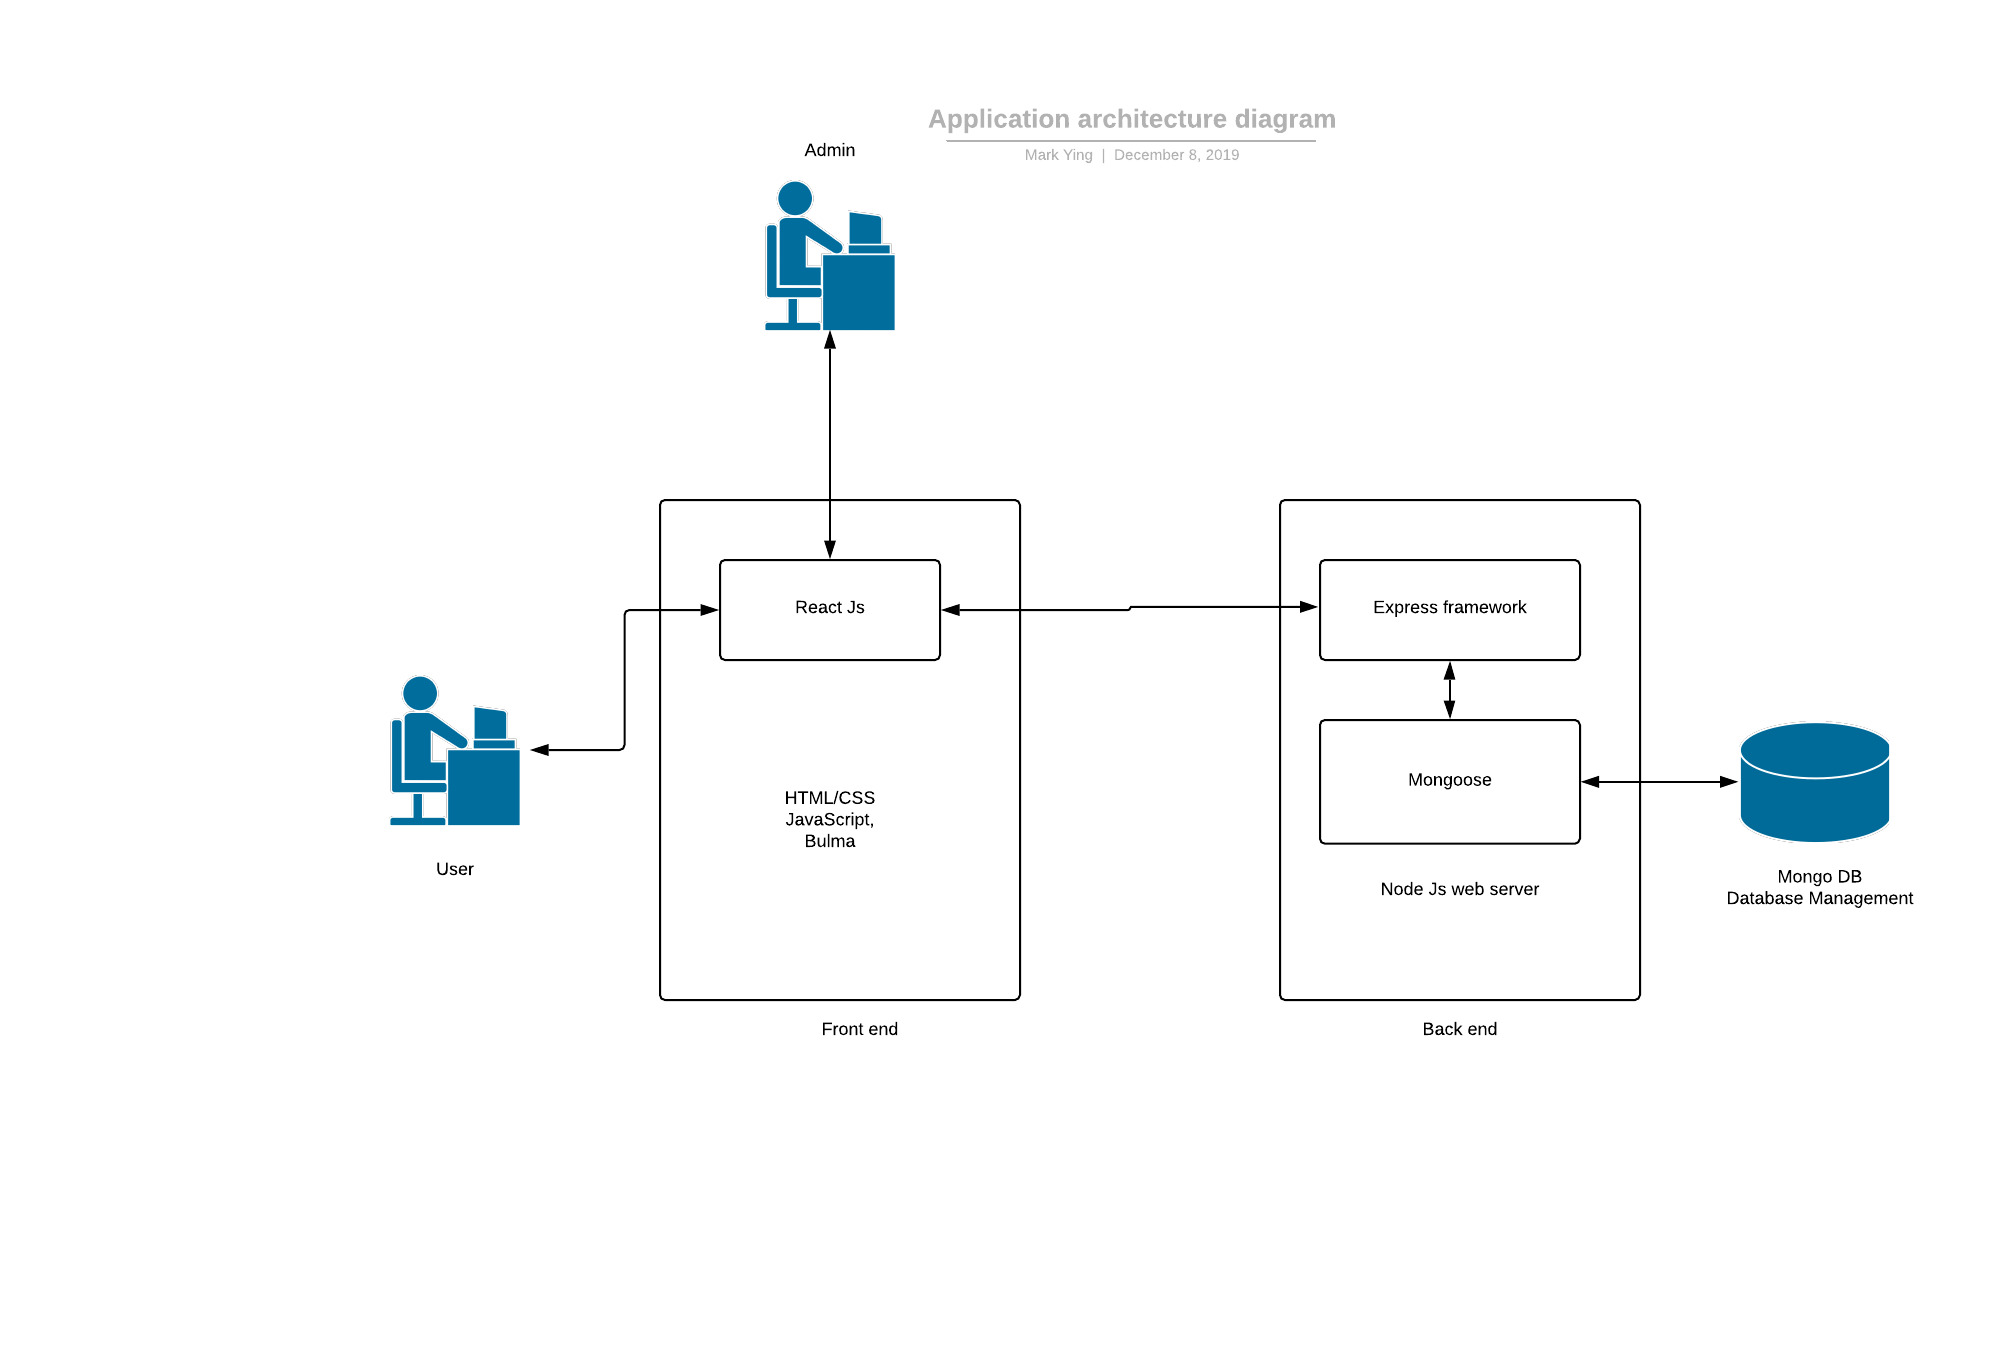 Application architecture diagram
Mark Ying | December 8, 2019
Admin
React Js
Express framework
Mongoose
HTML/CSS
JavaScript,
Bulma
User
Node Js web server
Mongo DB
Database Management
Front end
Back end